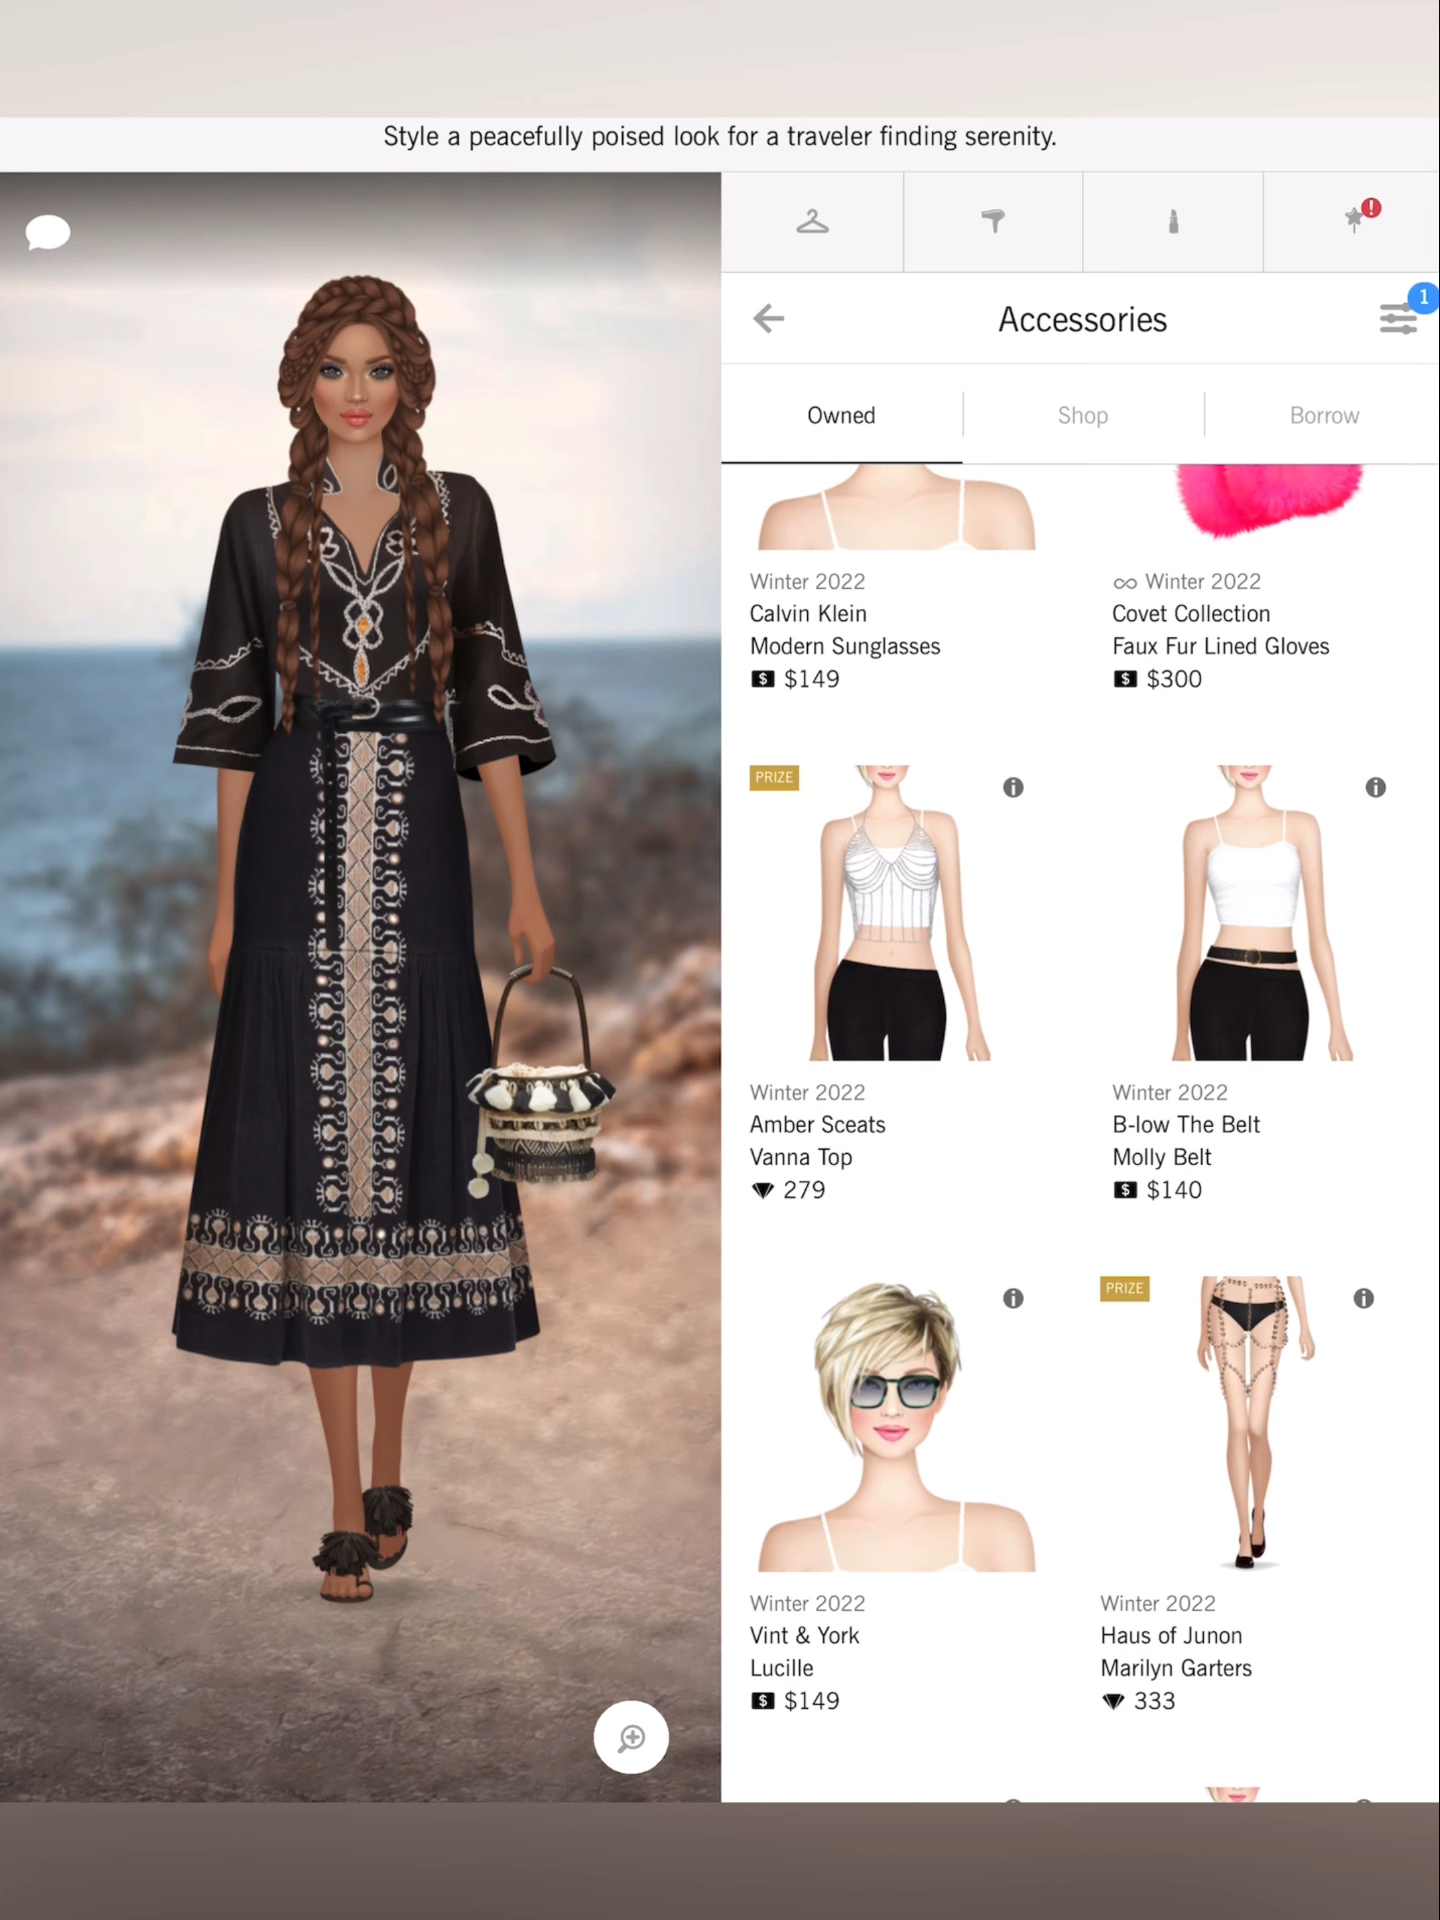 Style a peacefully poised look for a traveler finding serenity.
1
Accessories
Owned
Shop
Borrow
Winter 2022
Calvin Klein
Modern Sunglasses
$ $149
∞ Winter 2022
Covet Collection
Faux Fur Lined Gloves
$ $300
PRIZE
Winter 2022
Amber Sceats
Vanna Top
279
Winter 2022
B-low The Belt
Molly Belt
$ $140
Winter 2022
Vint & York
Lucille
$ $149
PRIZE
Winter 2022
Haus of Junon
Marilyn Garters
333